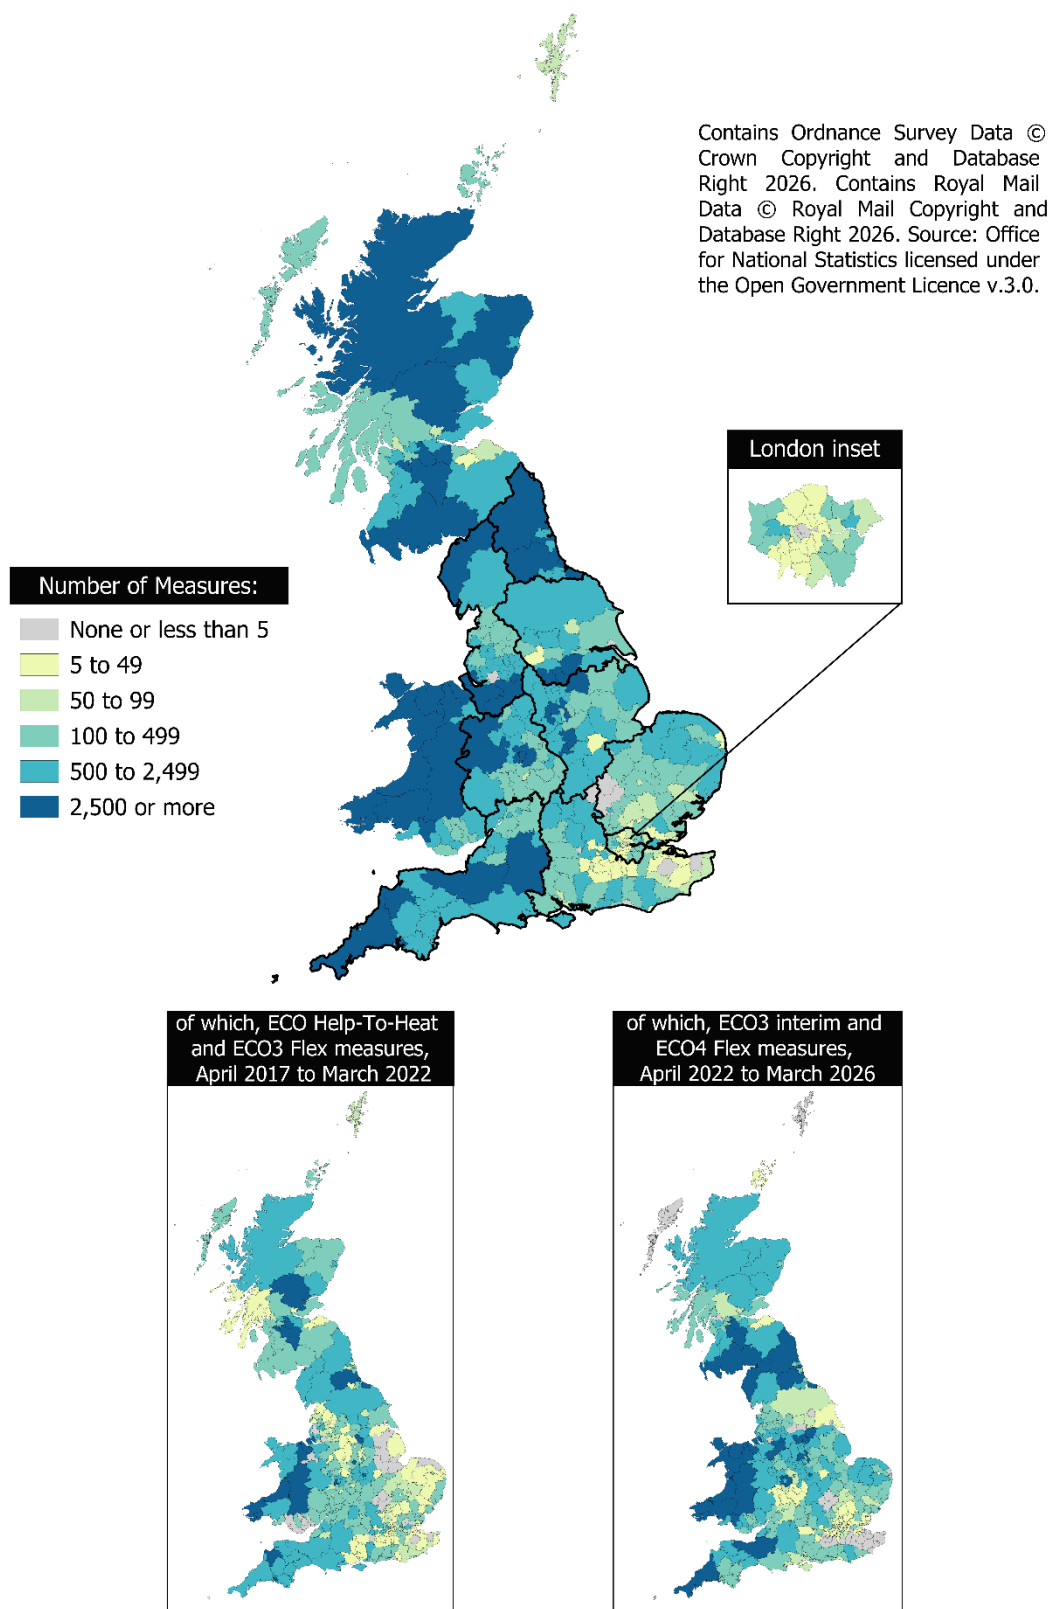 Contains Ordnance Survey Data ©
Crown Copyright and Database
Right 2026. Contains Royal Mail
Data © Royal Mail Copyright and
Database Right 2026. Source: Office
for National Statistics licensed under
the Open Government Licence v.3.0.
London inset
Number of Measures:
None or less than 5
5 to 49
50 to 99
100 to 499
500 to 2,499
2,500 or more
of which, ECO Help-To-Heat
and ECO3 Flex measures,
April 2017 to March 2022
of which, ECO3 interim and
ECO4 Flex measures,
April 2022 to March 2026